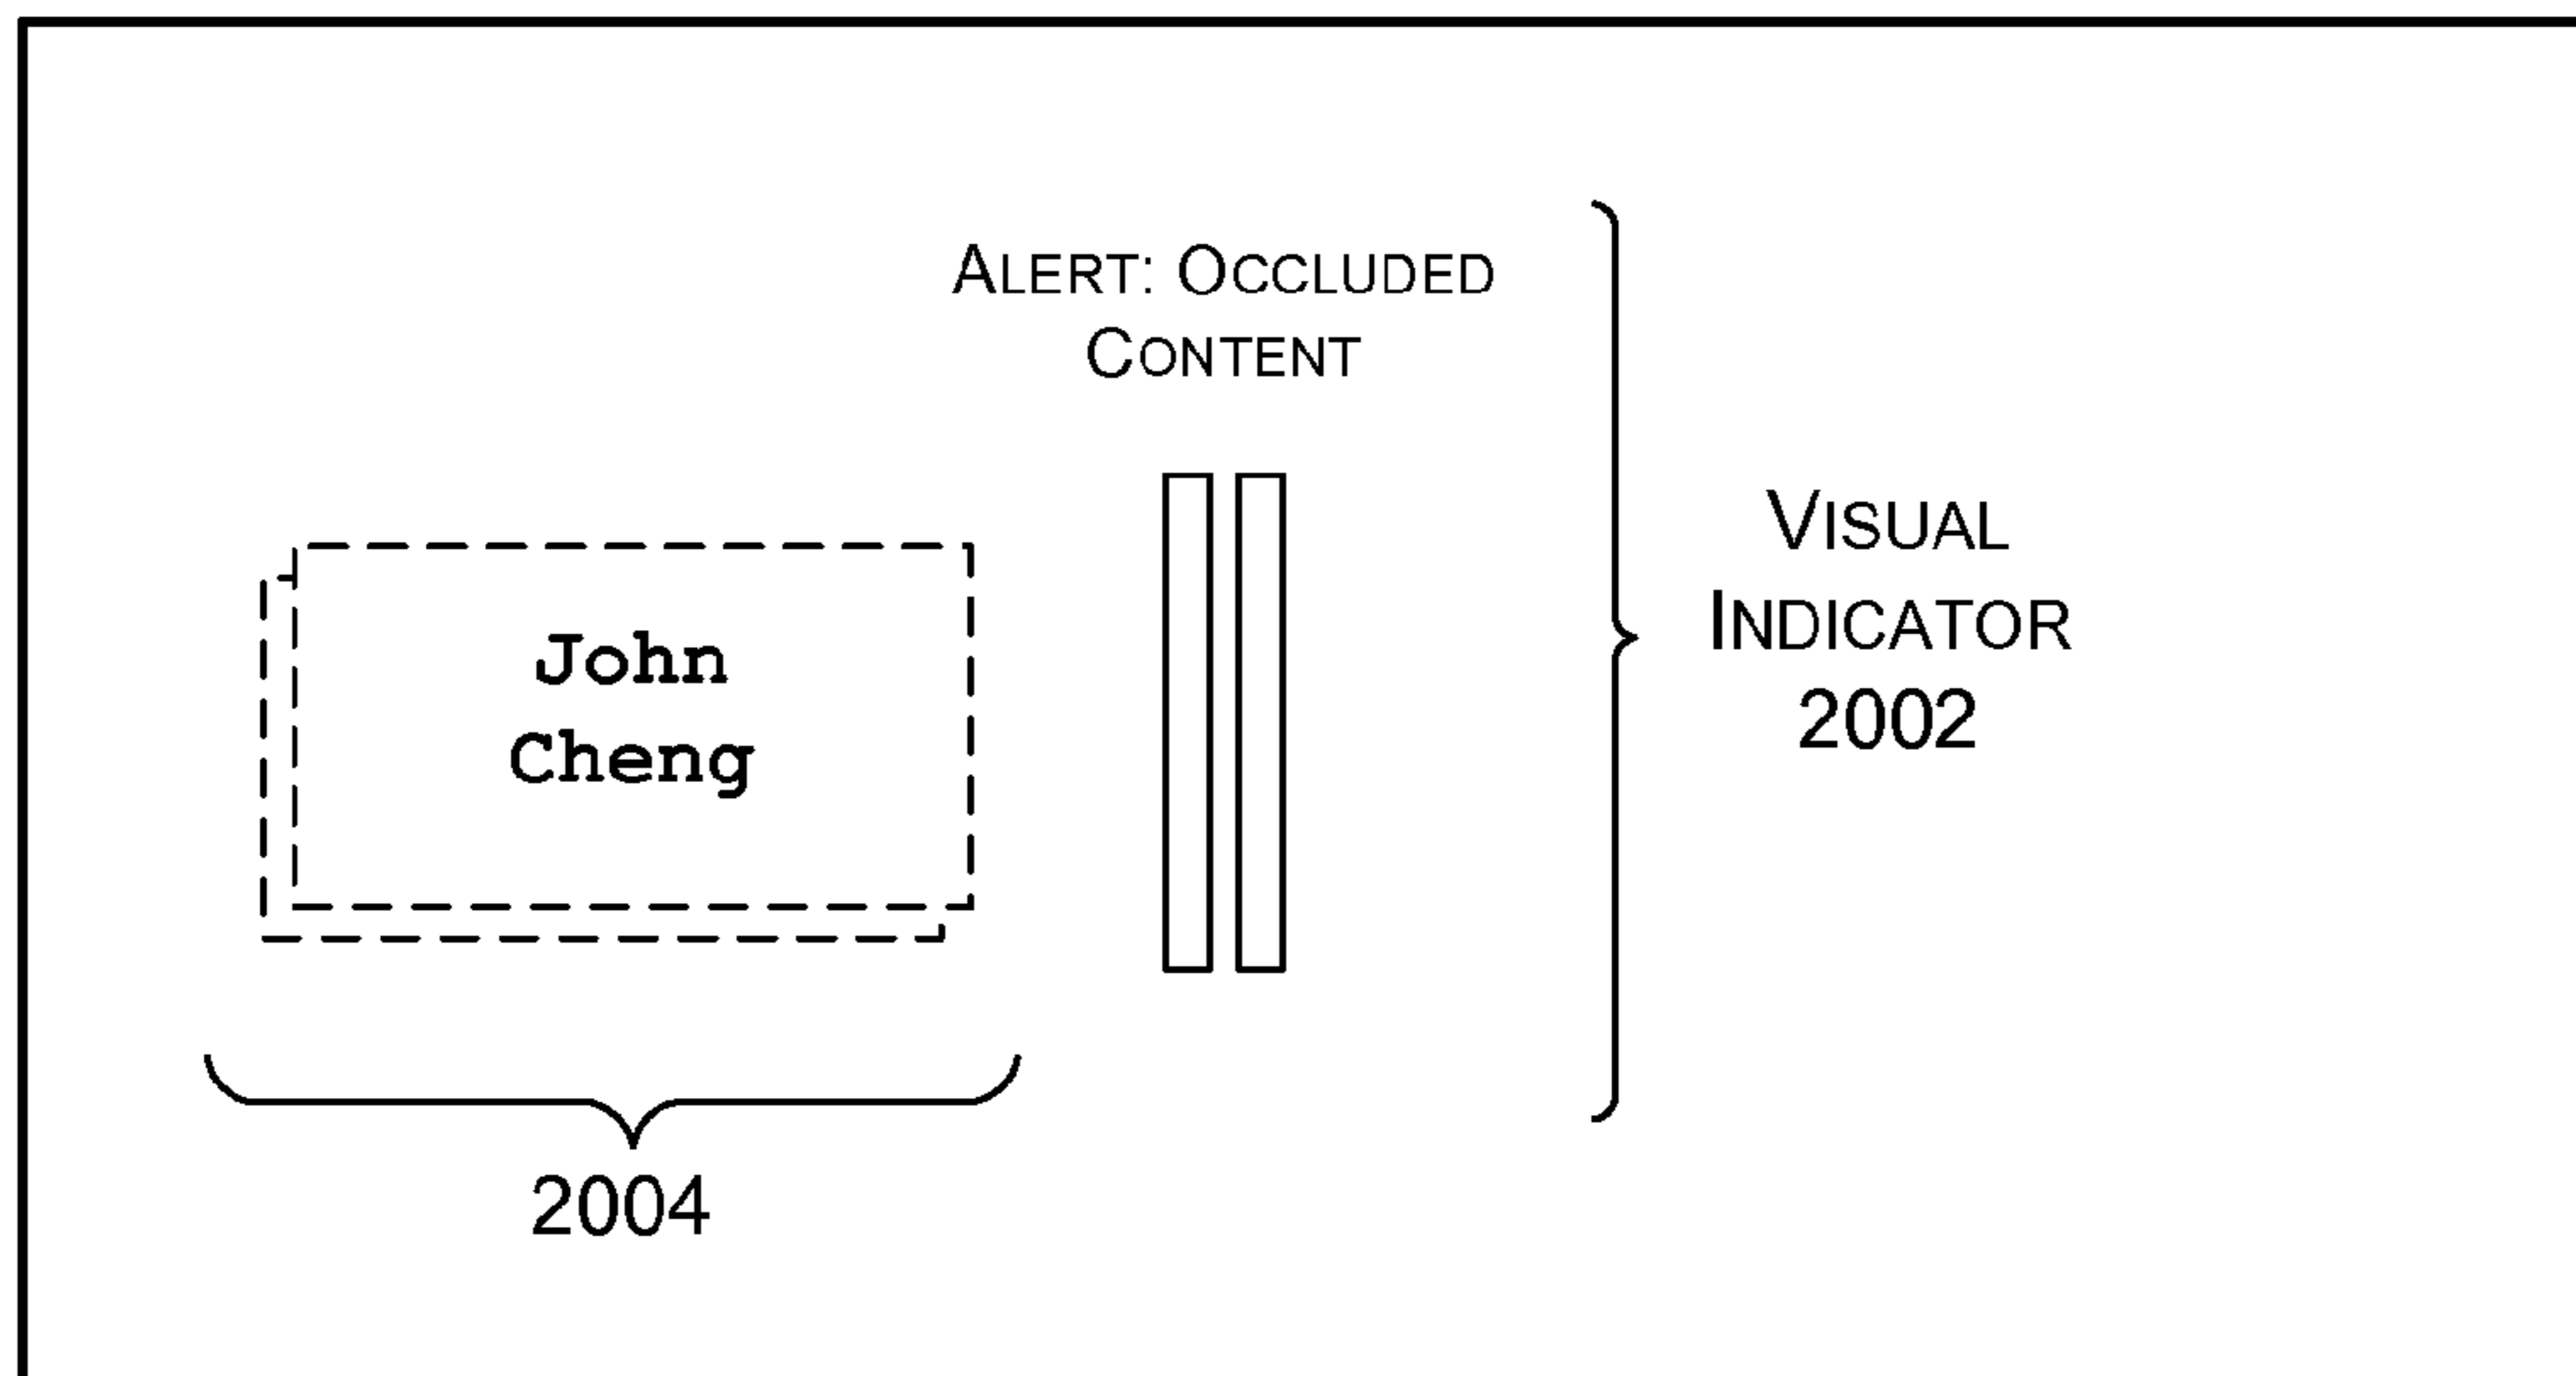 ALERT: OCCLUDED
CONTENT
John
Cheng
VISUAL
INDICATOR
2002
2004